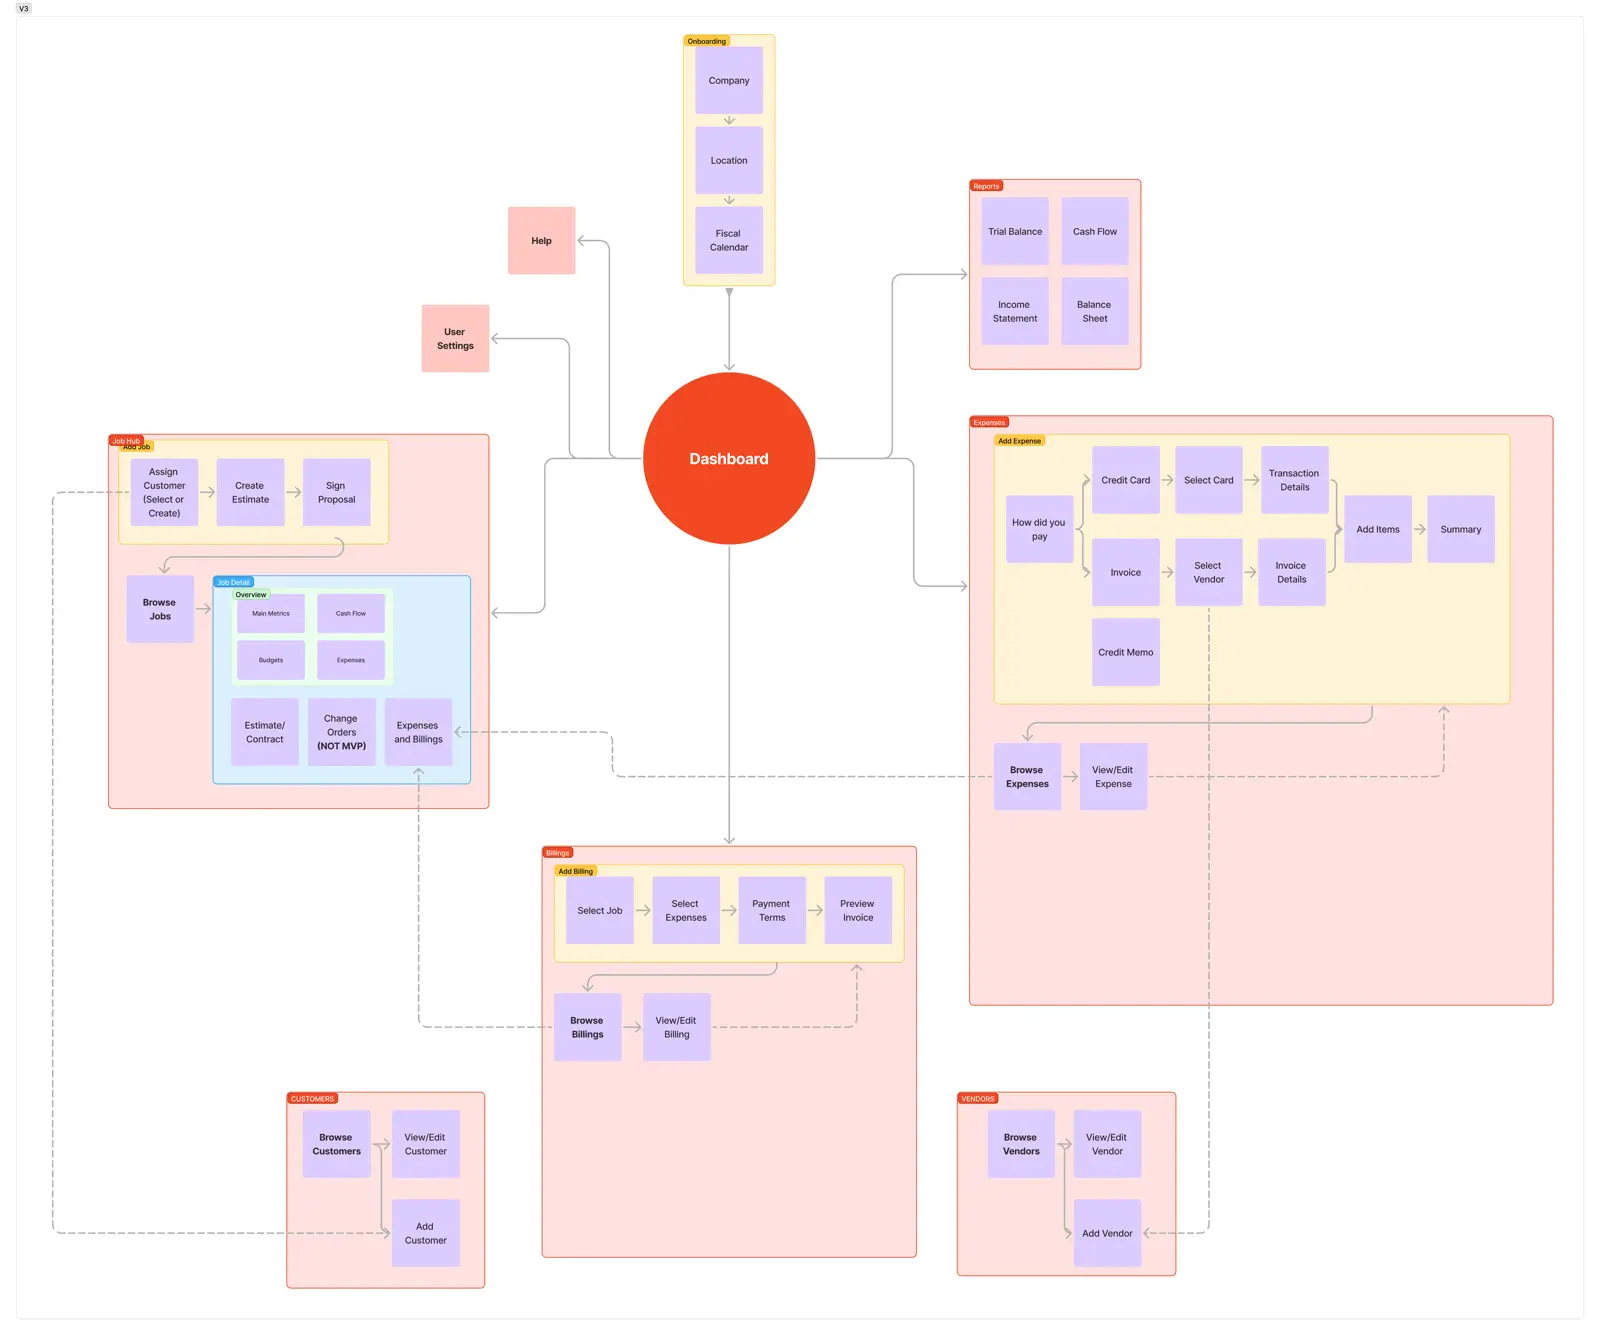 V3
Onboarding
Company
Location
Fiscal
Calendar
Help
User
Settings
Dashboard
Reports
Trial Balance
Cash Flow
Income
Statement
Balance
Sheet
Job Hub
Add Job
Assign
Customer
(Select or
Create)
Create
Estimate
Sign
Proposal
Browse
Jobs
Job Detail
Overview
Main Metrics
Cash Flow
Budgets
Expenses
Estimate/
Contract
Change
Orders
(NOT MVP)
Expenses
and Billings
Expenses
Add Expense
How did you
pay
Credit Card
Select Card
Transaction
Details
Invoice
Select
Vendor
Invoice
Details
Add Items
Summary
Credit Memo
Browse
Expenses
View/Edit
Expense
Billings
Add Billing
Select Job
Select
Expenses
Payment
Terms
Preview
Invoice
Browse
Billings
View/Edit
Billing
CUSTOMERS
Browse
Customers
View/Edit
Customer
Add
Customer
VENDORS
Browse
Vendors
View/Edit
Vendor
Add Vendor